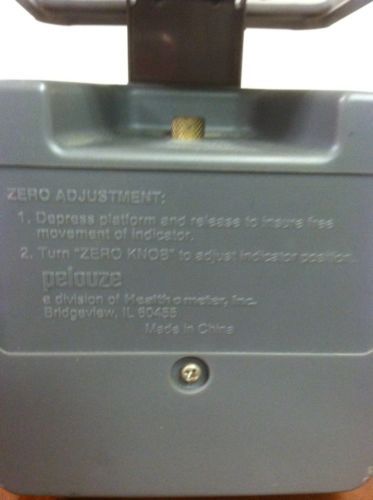 ZERO ADJUSTMENT:
1. Depress platform and release to insure free
movement of indicator.
2. Turn "ZERO KNOB" to adjust indicator position.
pelouze
a division of Health o meter, Inc.
Bridgeview, IL 60455
Made in China